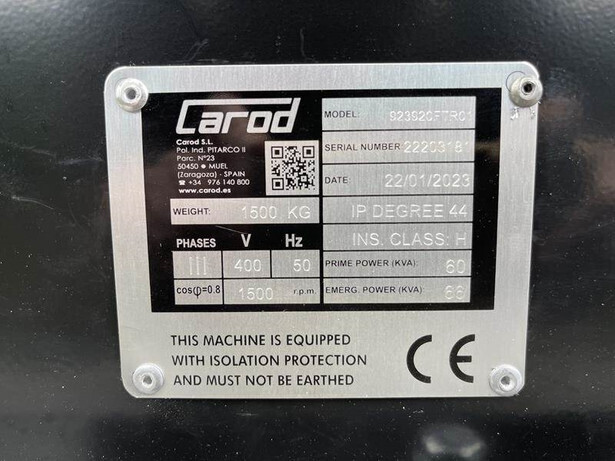 Carod
Carod S.L.
Pol. Ind. PITARCO II
Parc. Nº23
50450 ● MUEL
(Zaragoza) - SPAIN
☎ +34 976 140 800
www.carod.es
WEIGHT: 1500 KG
PHASES V Hz
||| 400 50
cosφ=0.8 1500 r.p.m.
MODEL:
SERIAL NUMBER: 22203181
DATE: 22/01/2023
IP DEGREE 44
INS. CLASS: H
PRIME POWER (KVA): 60
EMERG. POWER (KVA): 66
THIS MACHINE IS EQUIPPED
WITH ISOLATION PROTECTION
AND MUST NOT BE EARTHED
CE